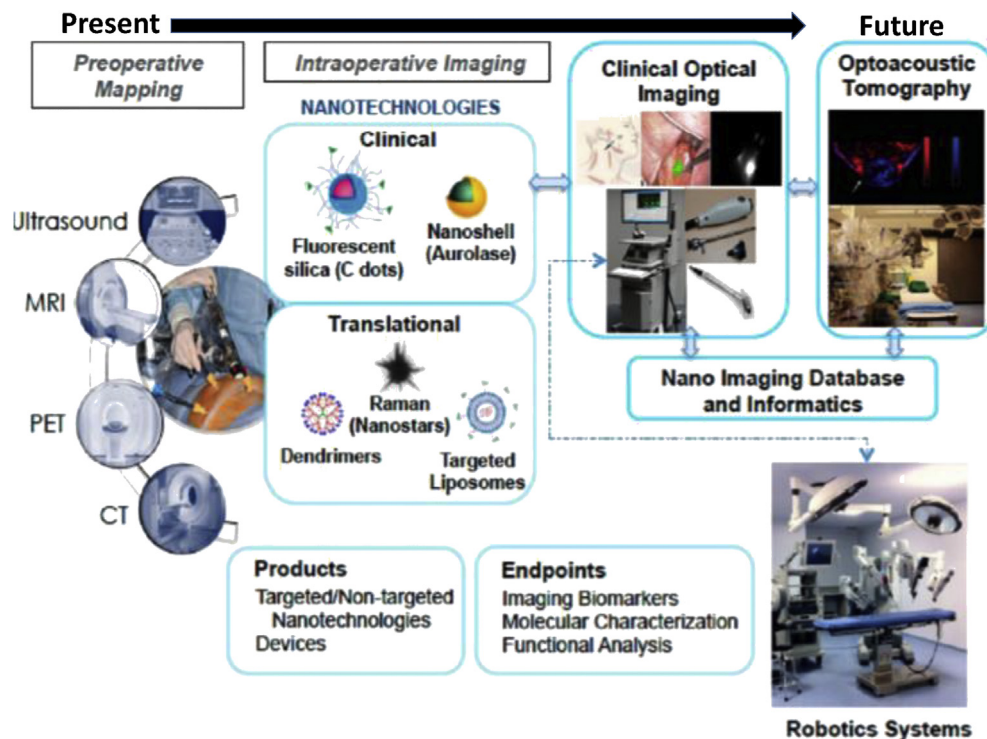 Present
Future
Preoperative
Mapping
Intraoperative Imaging
NANOTECHNOLOGIES
Clinical
Fluorescent
silica (C dots)
Nanoshell
(Aurolase)
Translational
Raman
(Nanostars)
Dendrimers
Targeted
Liposomes
Ultrasound
MRI
PET
CT
Clinical Optical
Imaging
Optoacoustic
Tomography
Nano Imaging Database
and Informatics
Products
Targeted/Non-targeted
Nanotechnologies
Devices
Endpoints
Imaging Biomarkers
Molecular Characterization
Functional Analysis
Robotics Systems